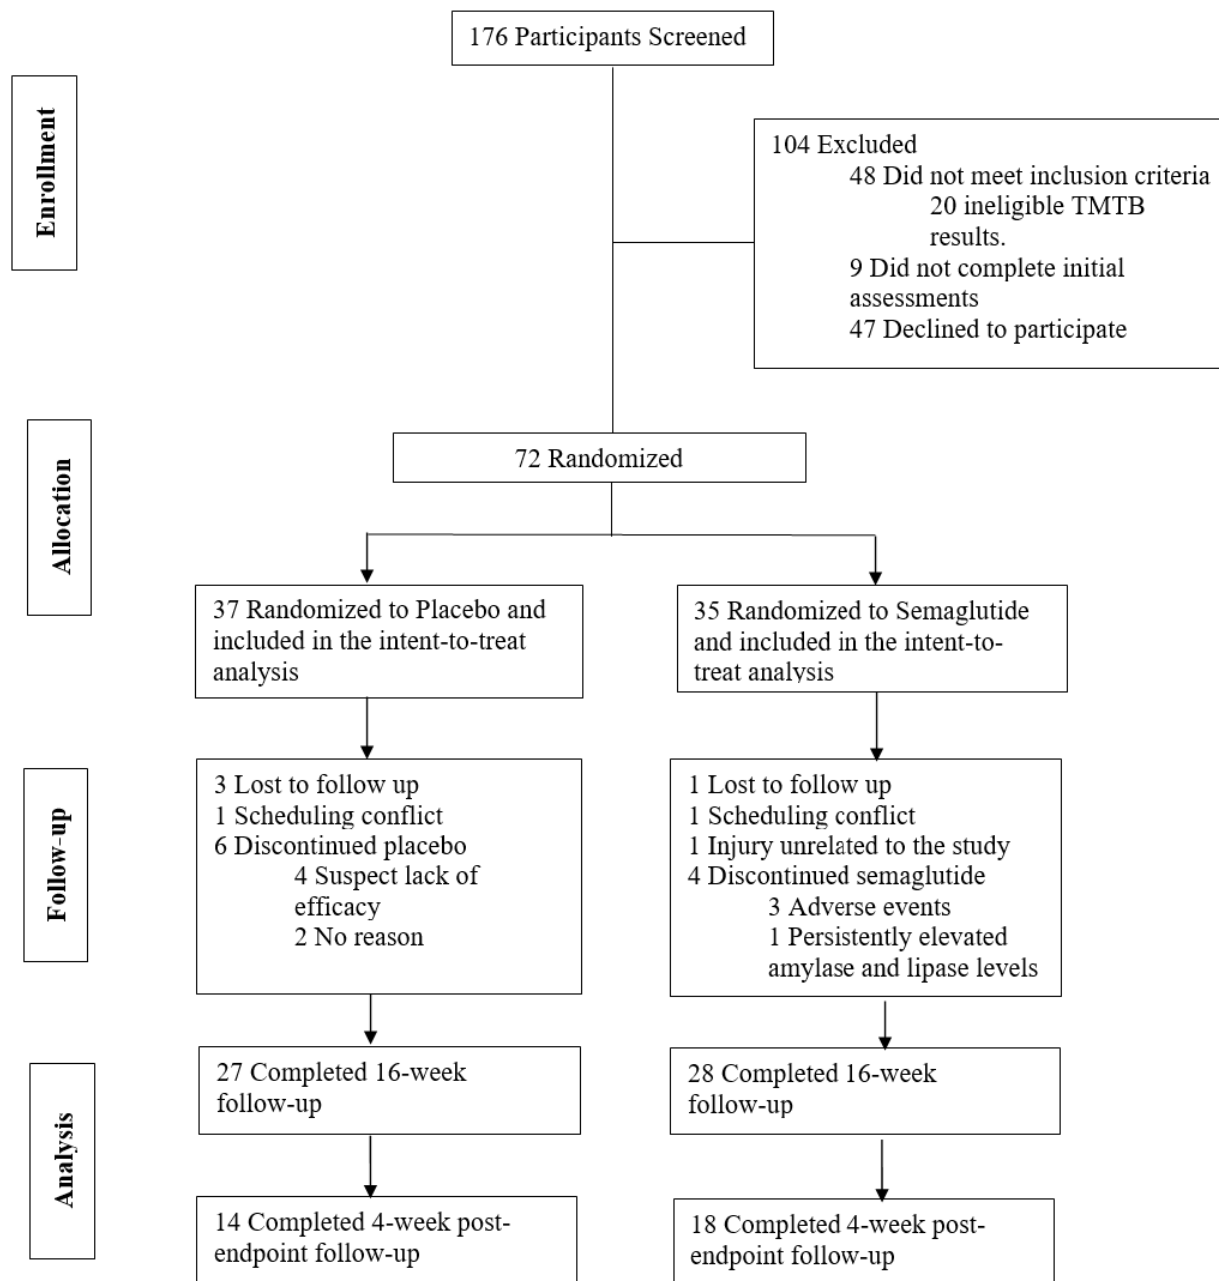 176 Participants Screened
Enrollment
104 Excluded
48 Did not meet inclusion criteria
20 ineligible TMTB
results.
9 Did not complete initial
assessments
47 Declined to participate
72 Randomized
Allocation
37 Randomized to Placebo and
included in the intent-to-treat
analysis
35 Randomized to Semaglutide
and included in the intent-to-
treat analysis
Follow-up
3 Lost to follow up
1 Scheduling conflict
6 Discontinued placebo
4 Suspect lack of
efficacy
2 No reason
1 Lost to follow up
1 Scheduling conflict
1 Injury unrelated to the study
4 Discontinued semaglutide
3 Adverse events
1 Persistently elevated
amylase and lipase levels
Analysis
27 Completed 16-week
follow-up
28 Completed 16-week
follow-up
14 Completed 4-week post-
endpoint follow-up
18 Completed 4-week post-
endpoint follow-up